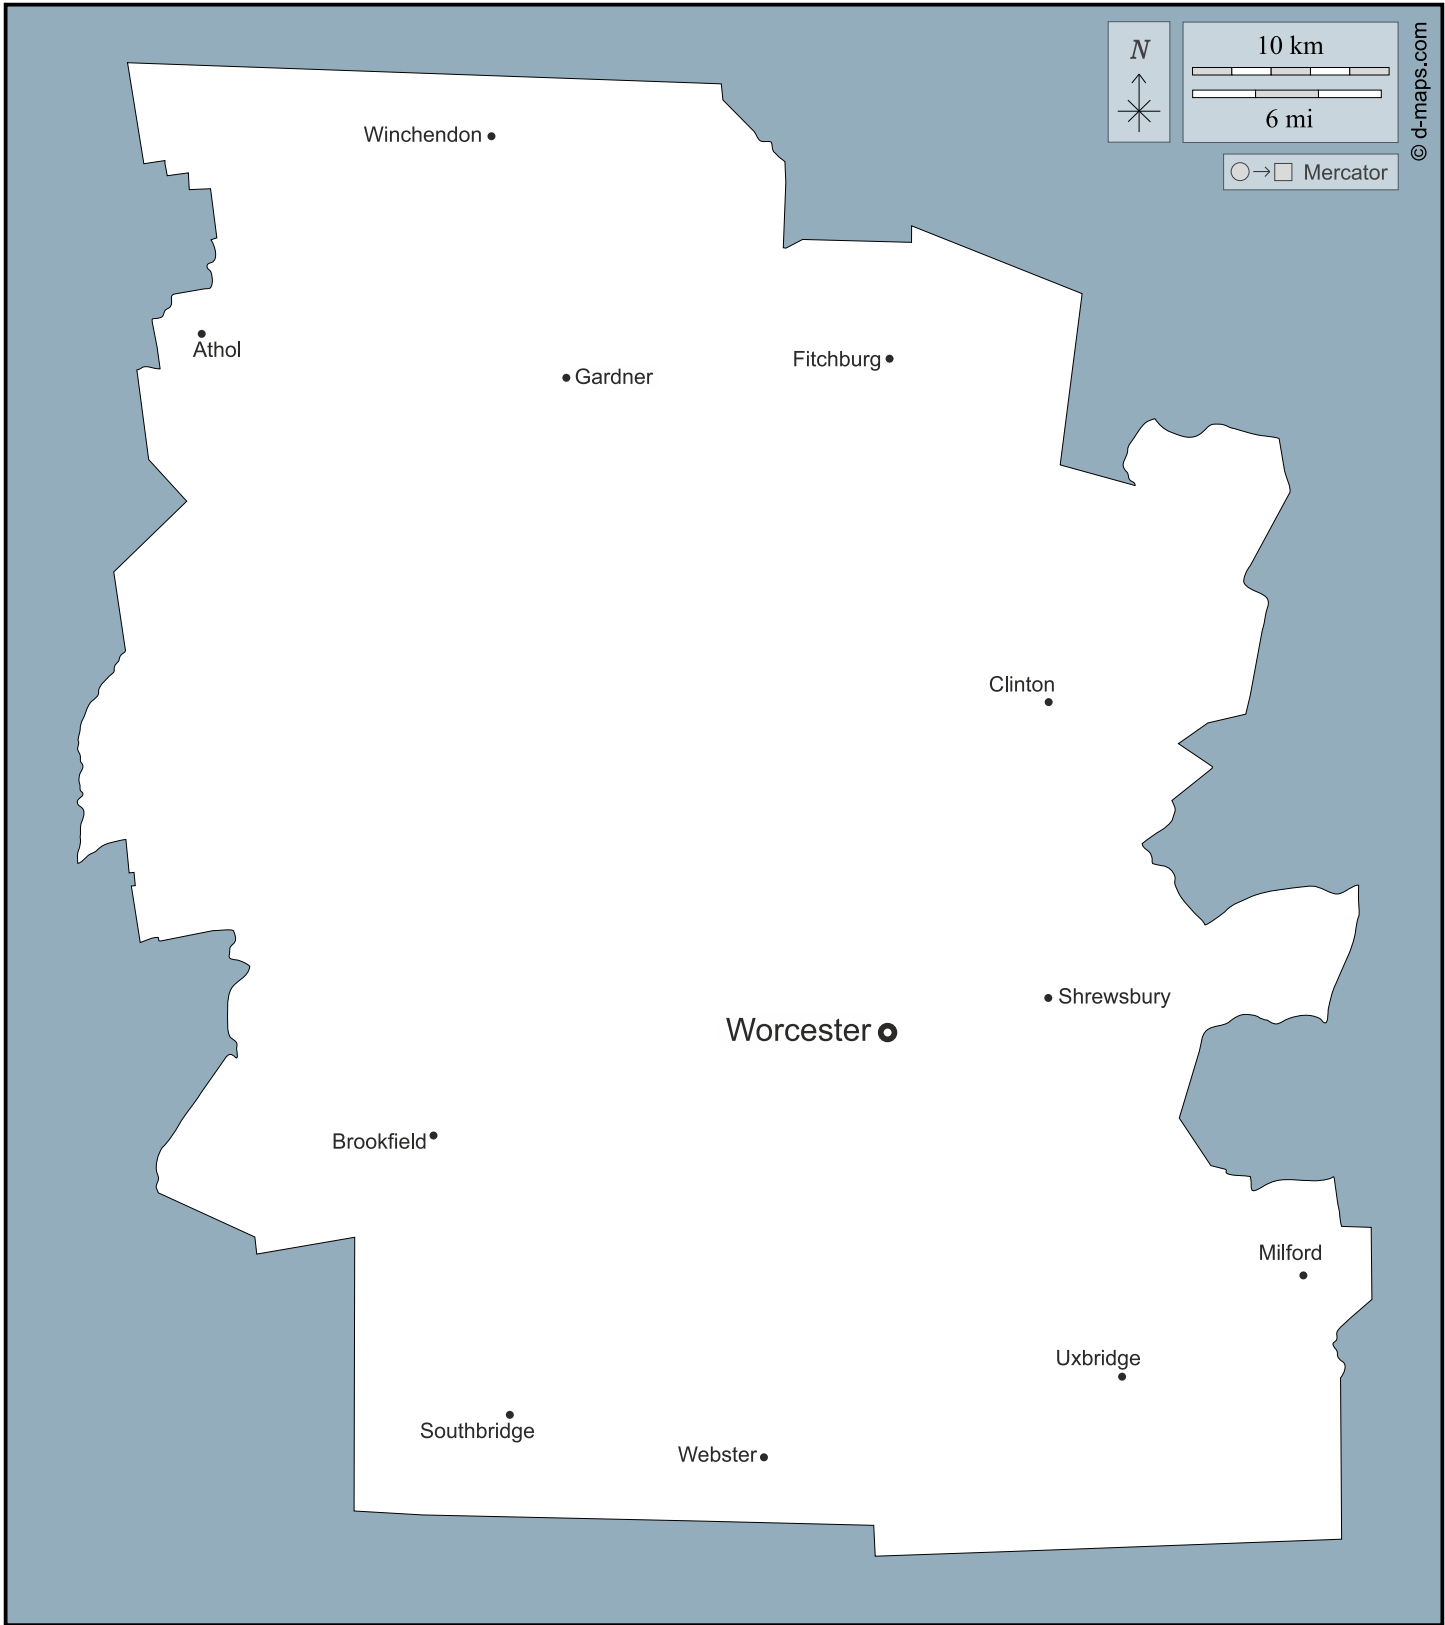 N
10 km
6 mi
© d-maps.com
Mercator
Winchendon
Athol
Gardner
Fitchburg
Clinton
Shrewsbury
Worcester
Brookfield
Milford
Uxbridge
Southbridge
Webster